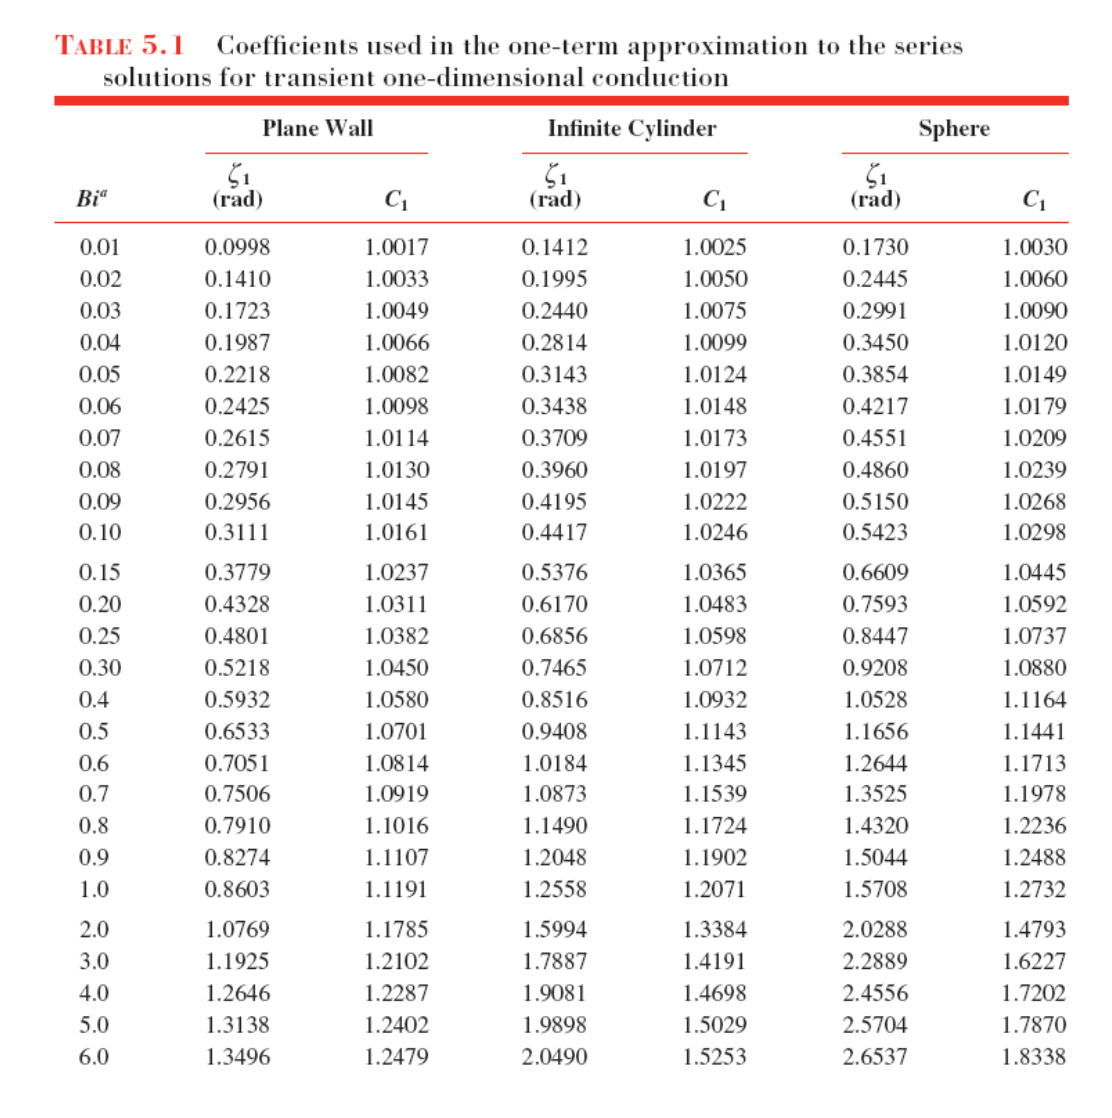 TABLE 5.1 Coefficients used in the one-term approximation to the series
solutions for transient one-dimensional conduction
Plane Wall Infinite Cylinder Sphere
ζ1 ζ1 ζ1
Biᵃ (rad) C1 (rad) C1 (rad) C1
0.01 0.0998 1.0017 0.1412 1.0025 0.1730 1.0030
0.02 0.1410 1.0033 0.1995 1.0050 0.2445 1.0060
0.03 0.1723 1.0049 0.2440 1.0075 0.2991 1.0090
0.04 0.1987 1.0066 0.2814 1.0099 0.3450 1.0120
0.05 0.2218 1.0082 0.3143 1.0124 0.3854 1.0149
0.06 0.2425 1.0098 0.3438 1.0148 0.4217 1.0179
0.07 0.2615 1.0114 0.3709 1.0173 0.4551 1.0209
0.08 0.2791 1.0130 0.3960 1.0197 0.4860 1.0239
0.09 0.2956 1.0145 0.4195 1.0222 0.5150 1.0268
0.10 0.3111 1.0161 0.4417 1.0246 0.5423 1.0298
0.15 0.3779 1.0237 0.5376 1.0365 0.6609 1.0445
0.20 0.4328 1.0311 0.6170 1.0483 0.7593 1.0592
0.25 0.4801 1.0382 0.6856 1.0598 0.8447 1.0737
0.30 0.5218 1.0450 0.7465 1.0712 0.9208 1.0880
0.4 0.5932 1.0580 0.8516 1.0932 1.0528 1.1164
0.5 0.6533 1.0701 0.9408 1.1143 1.1656 1.1441
0.6 0.7051 1.0814 1.0184 1.1345 1.2644 1.1713
0.7 0.7506 1.0919 1.0873 1.1539 1.3525 1.1978
0.8 0.7910 1.1016 1.1490 1.1724 1.4320 1.2236
0.9 0.8274 1.1107 1.2048 1.1902 1.5044 1.2488
1.0 0.8603 1.1191 1.2558 1.2071 1.5708 1.2732
2.0 1.0769 1.1785 1.5994 1.3384 2.0288 1.4793
3.0 1.1925 1.2102 1.7887 1.4191 2.2889 1.6227
4.0 1.2646 1.2287 1.9081 1.4698 2.4556 1.7202
5.0 1.3138 1.2402 1.9898 1.5029 2.5704 1.7870
6.0 1.3496 1.2479 2.0490 1.5253 2.6537 1.8338